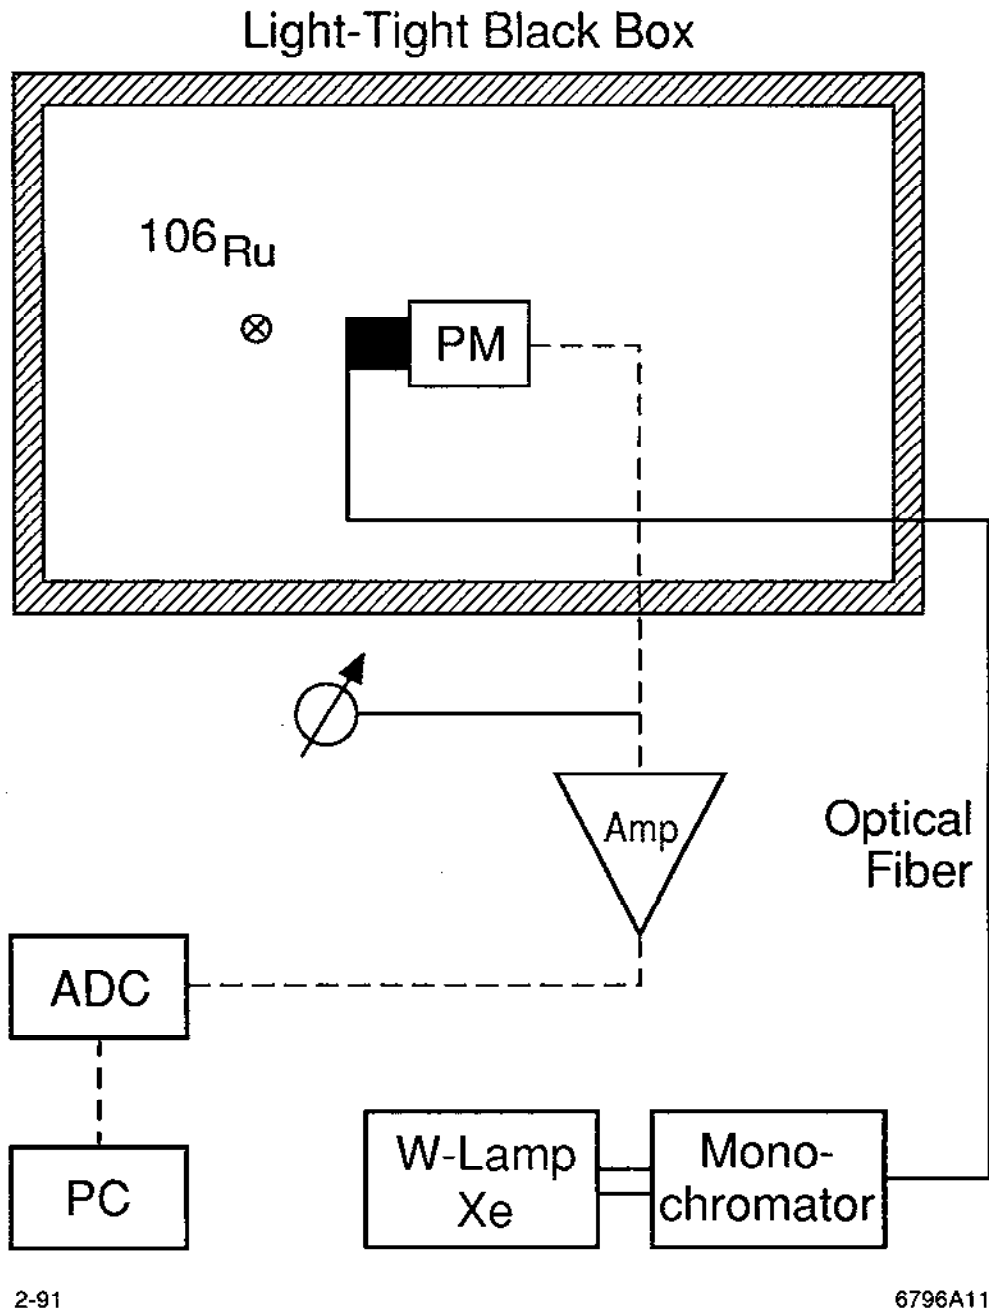 Light-Tight Black Box
106Ru
PM
Amp
Optical
Fiber
ADC
PC
W-Lamp
Xe
Mono-
chromator
2-91
6796A11